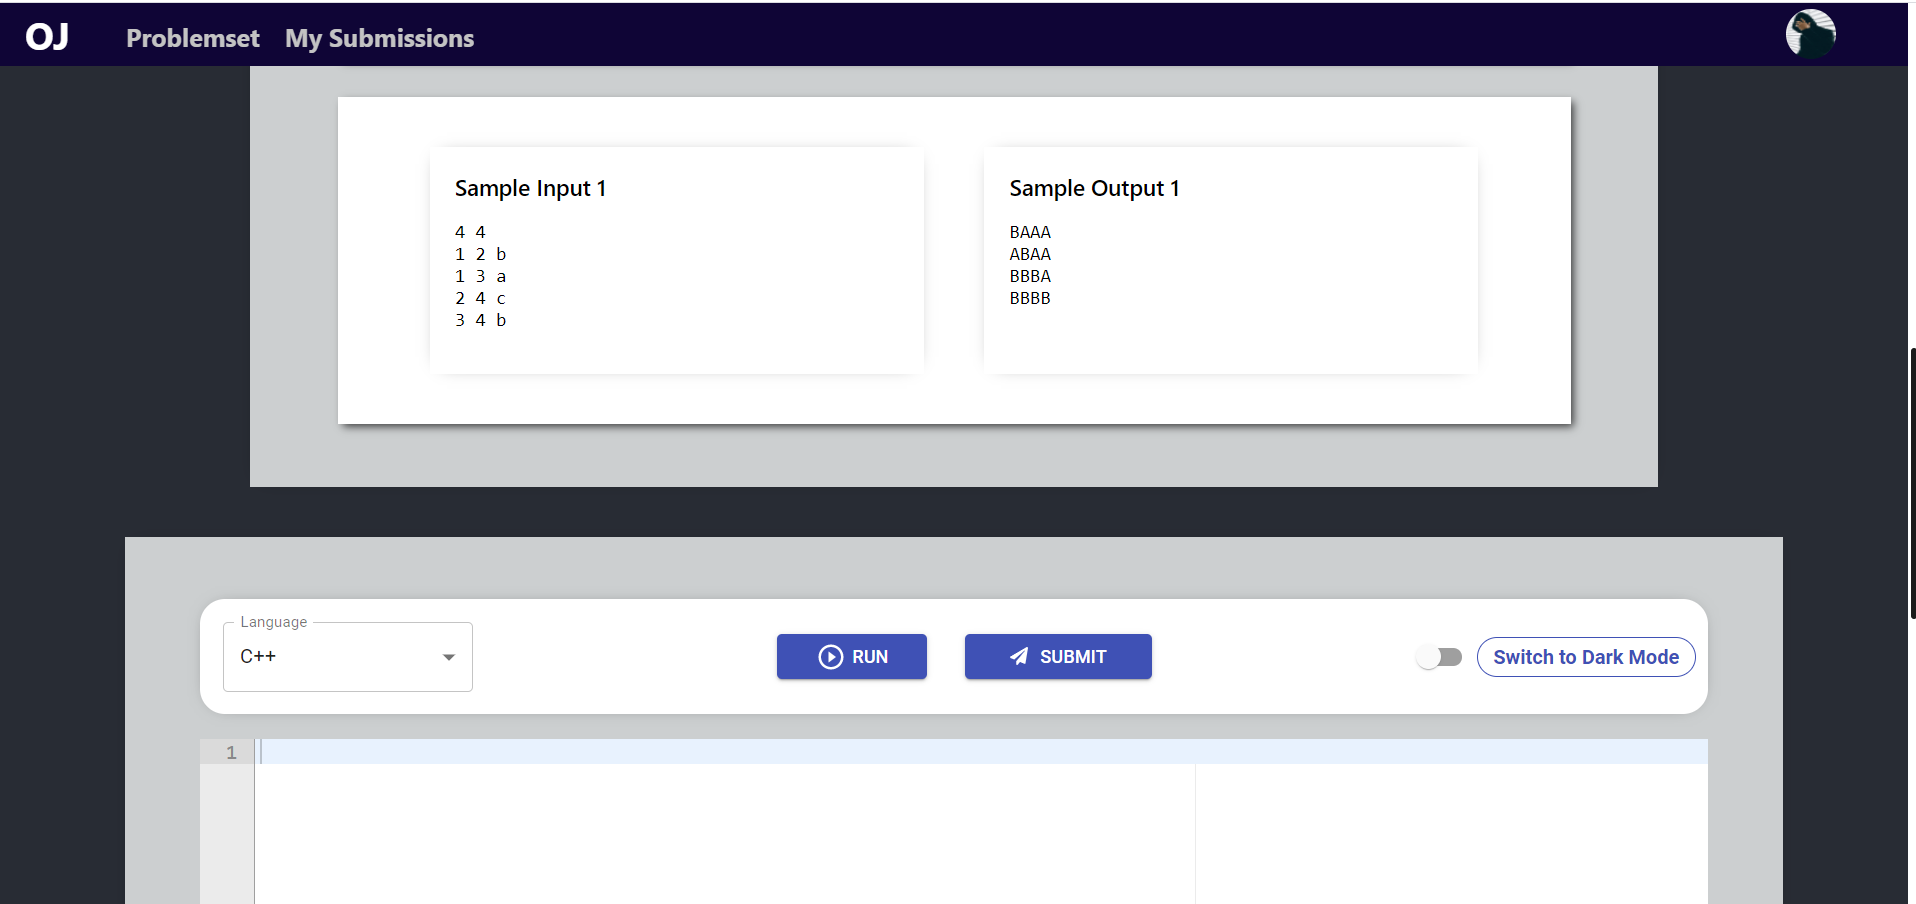 OJ Problemset My Submissions
Sample Input 1
4 4
1 2 b
1 3 a
2 4 c
3 4 b
Sample Output 1
BAAA
ABAA
BBBA
BBBB
Language
C++
RUN
SUBMIT
Switch to Dark Mode
1